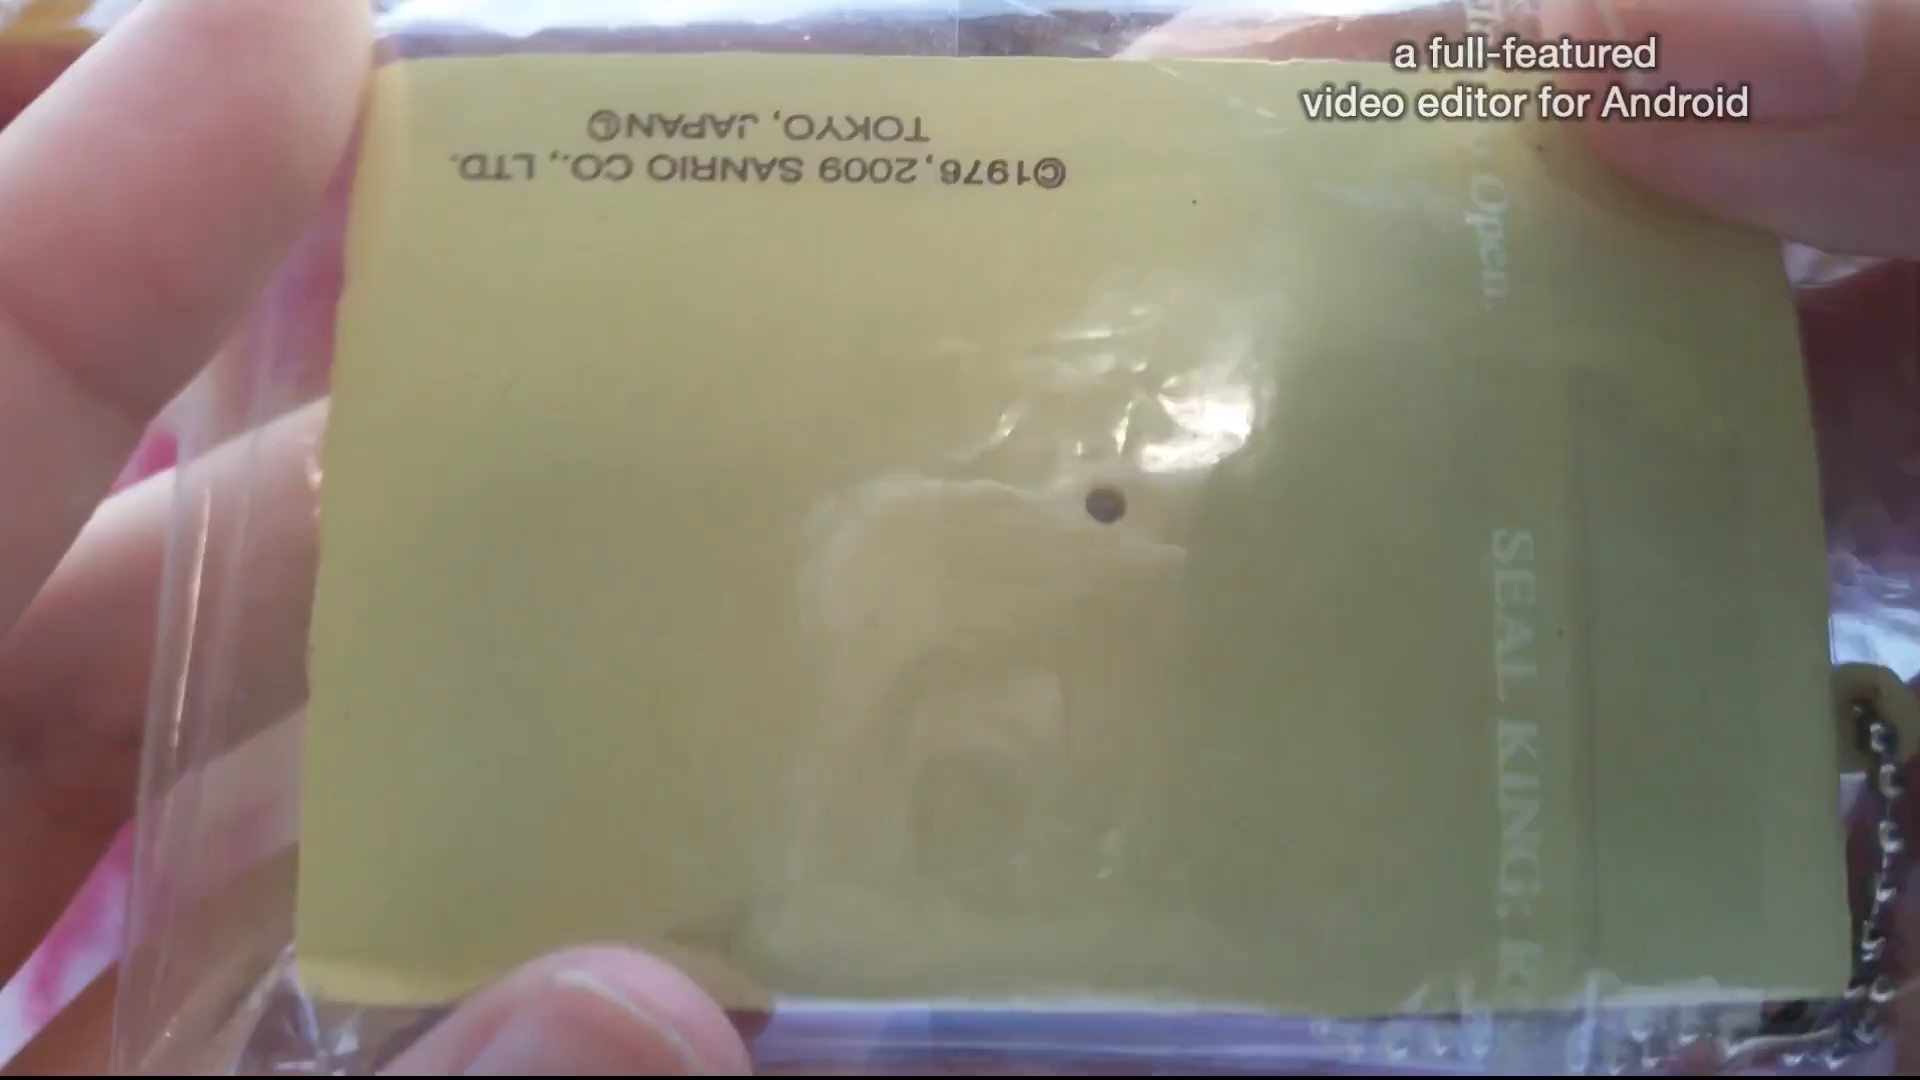 a full-featured
video editor for Android
©1976, 2009 SANRIO CO., LTD.
TOKYO, JAPAN Ⓛ
Open.
SEAL KING: